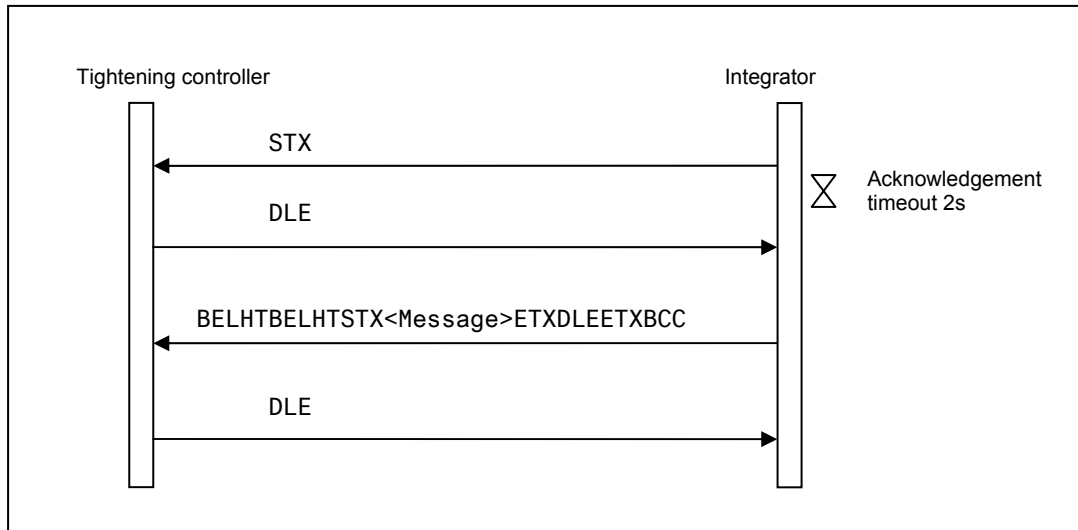 Tightening controller
Integrator
STX
Acknowledgement
timeout 2s
DLE
BELHTBELHTSTX<Message>ETXDLEETXBCC
DLE